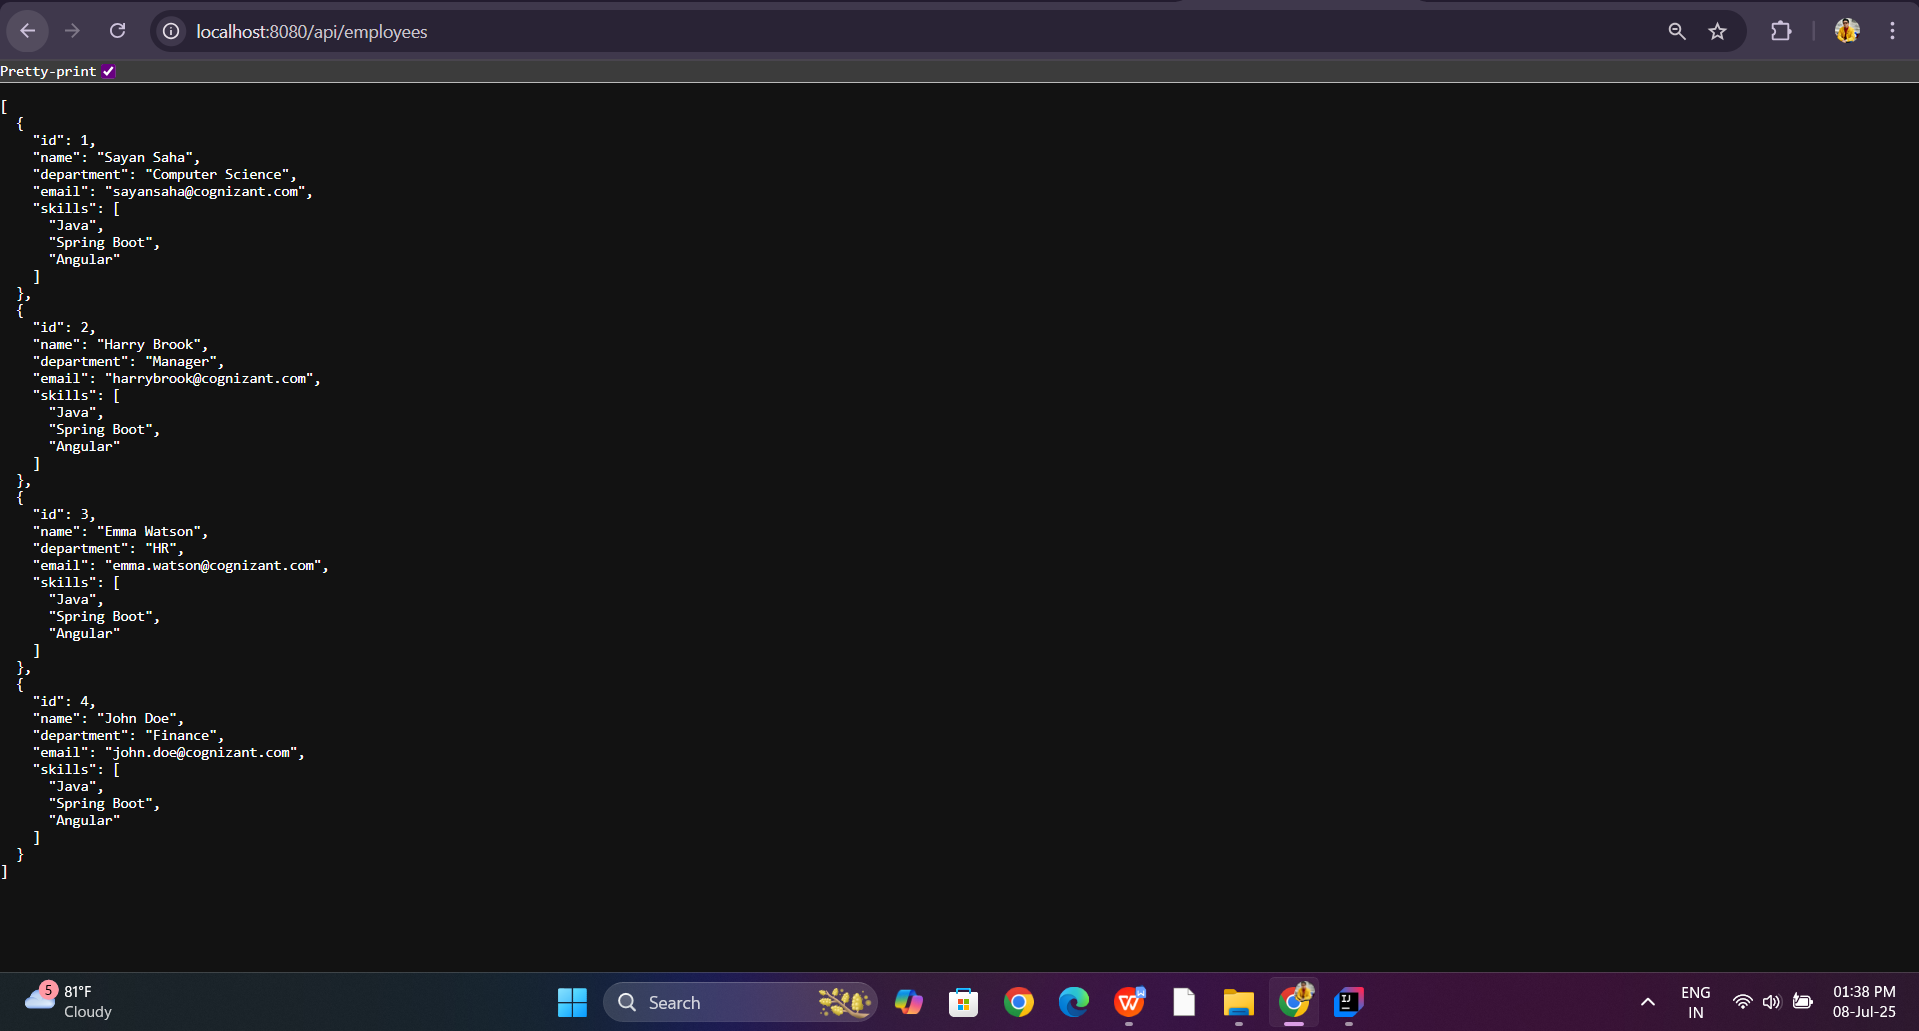 localhost:8080/api/employees
Pretty-print
[
  {
    "id": 1,
    "name": "Sayan Saha",
    "department": "Computer Science",
    "email": "sayansaha@cognizant.com",
    "skills": [
      "Java",
      "Spring Boot",
      "Angular"
    ]
  },
  {
    "id": 2,
    "name": "Harry Brook",
    "department": "Manager",
    "email": "harrybrook@cognizant.com",
    "skills": [
      "Java",
      "Spring Boot",
      "Angular"
    ]
  },
  {
    "id": 3,
    "name": "Emma Watson",
    "department": "HR",
    "email": "emma.watson@cognizant.com",
    "skills": [
      "Java",
      "Spring Boot",
      "Angular"
    ]
  },
  {
    "id": 4,
    "name": "John Doe",
    "department": "Finance",
    "email": "john.doe@cognizant.com",
    "skills": [
      "Java",
      "Spring Boot",
      "Angular"
    ]
  }
]
5
81°F
Cloudy
Search
W
W
IJ
ENG
IN
01:38 PM
08-Jul-25